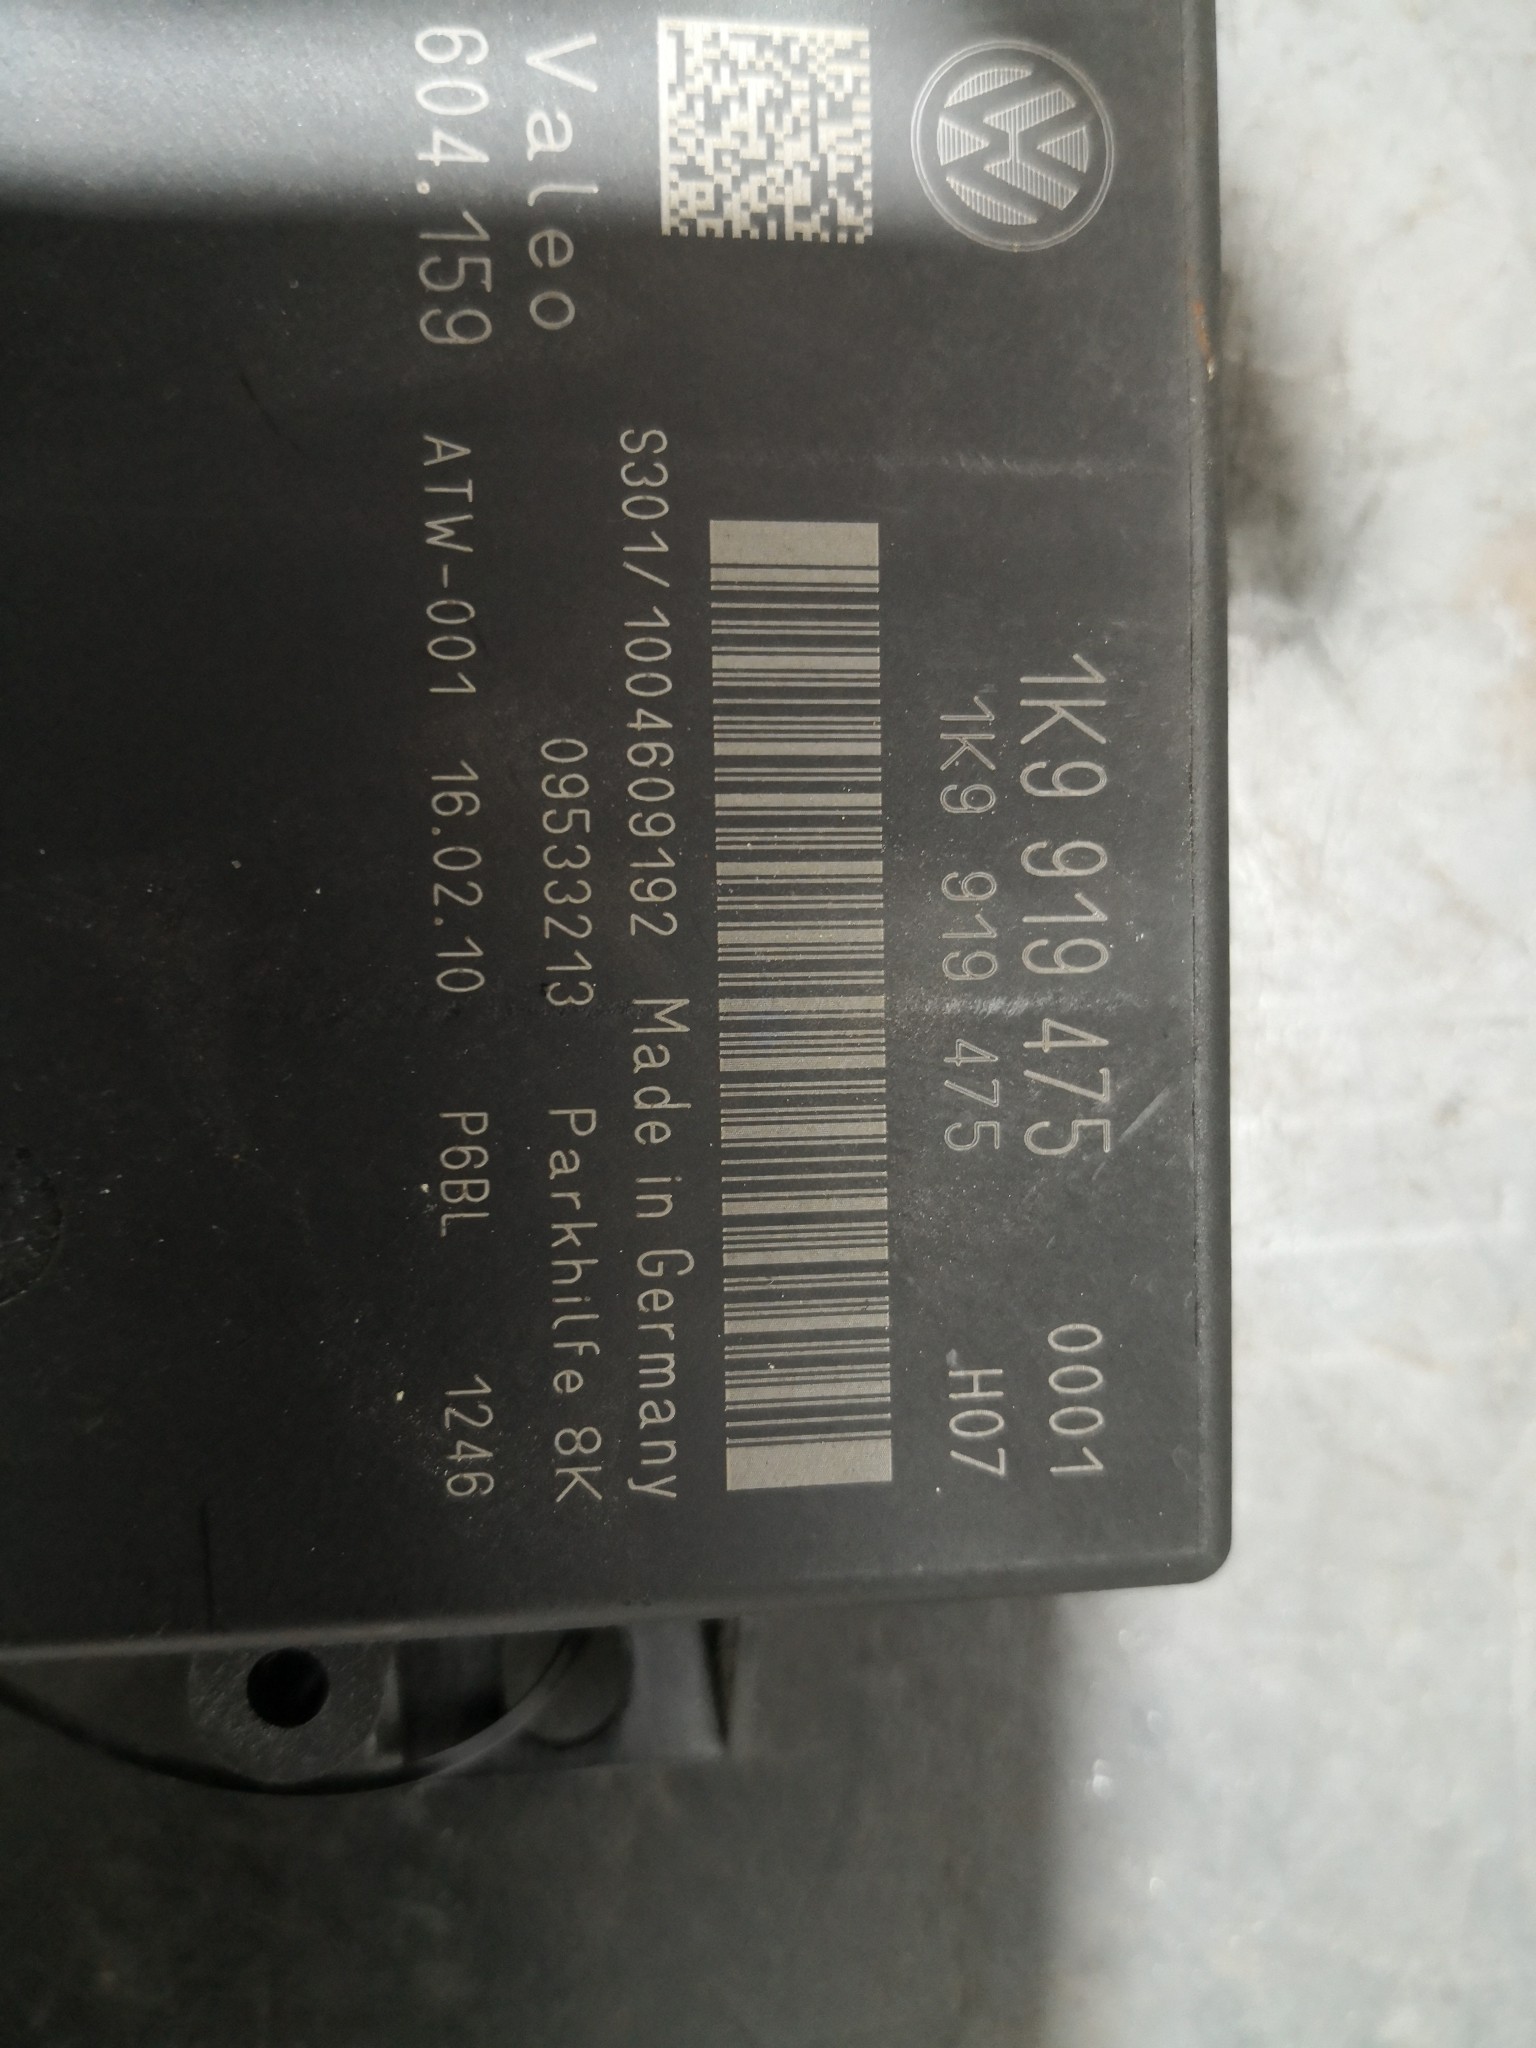 1K9 919 475 0001
1K9 919 475 H07
S301/1004609192 Made in Germany
Valeo 09533213 Parkhilfe 8K
604.159 ATW-001 16.02.10 P6BL 1246